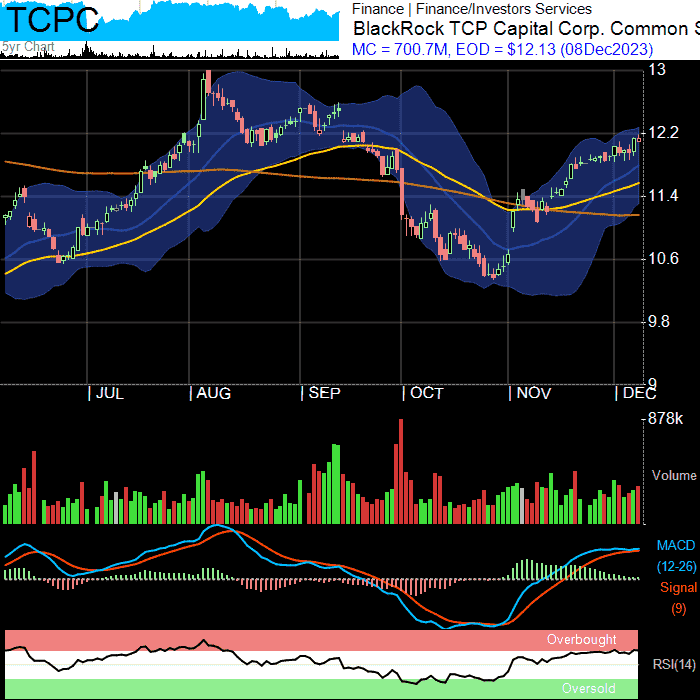 TCPC
5yr Chart
Finance | Finance/Investors Services
BlackRock TCP Capital Corp. Common S
MC = 700.7M, EOD = $12.13 (08Dec2023)
13
12.2
11.4
10.6
9.8
9
JUL AUG SEP OCT NOV DEC
878k
Volume
MACD
(12-26)
Signal
(9)
Overbought
RSI(14)
Oversold